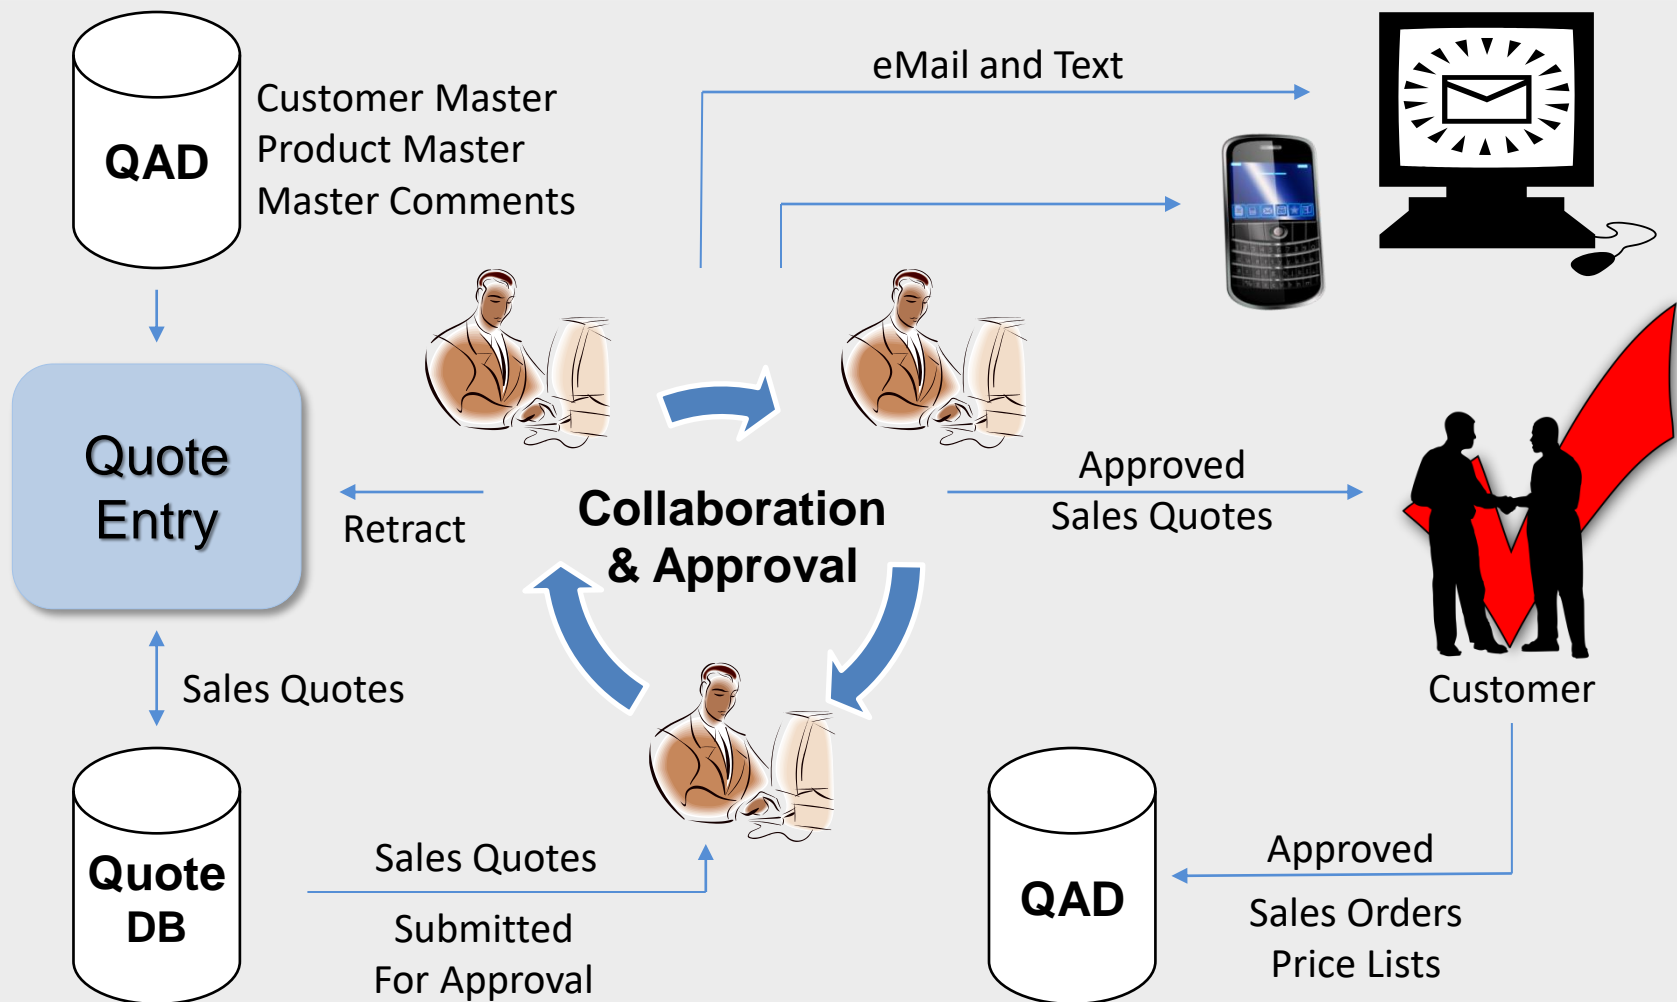 QAD
Customer Master
Product Master
Master Comments
eMail and Text
Quote
Entry
Retract
Collaboration
& Approval
Approved
Sales Quotes
Customer
Sales Quotes
Quote
DB
Sales Quotes
Submitted
For Approval
QAD
Approved
Sales Orders
Price Lists